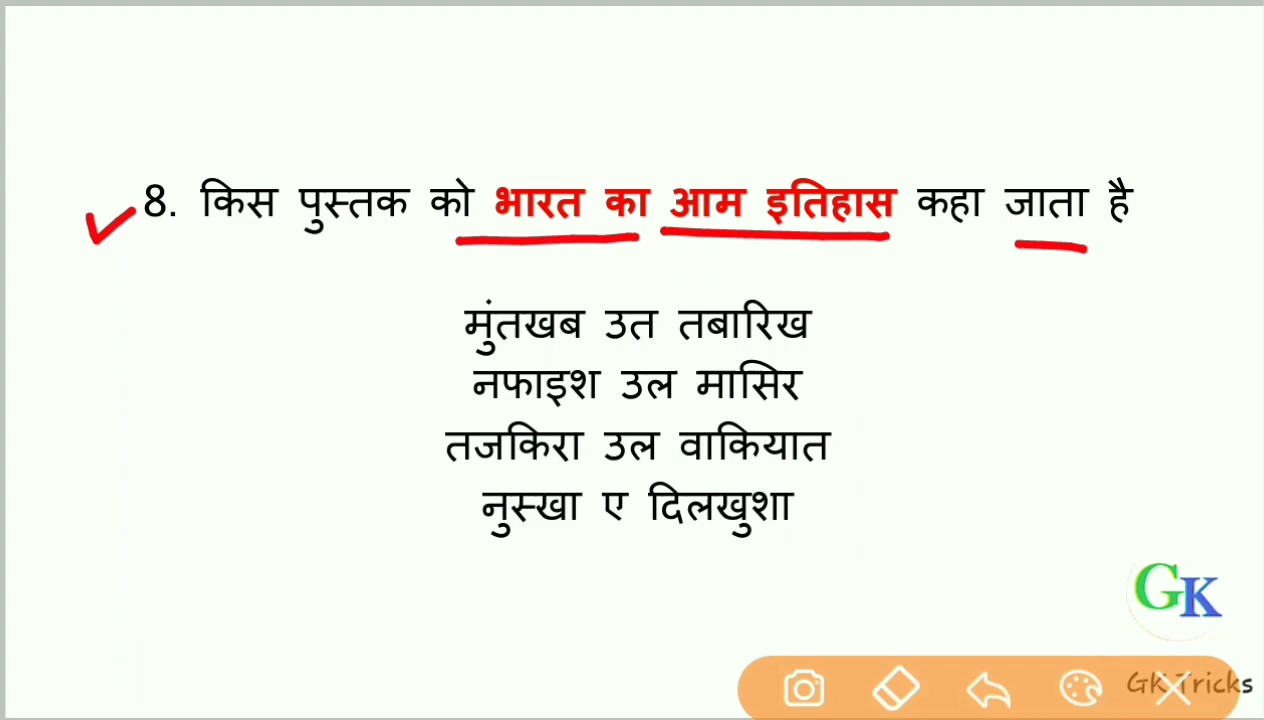 8. किस पुस्तक को भारत का आम इतिहास कहा जाता है
मुंतखब उत तबारिख
नफाइश उल मासिर
तजकिरा उल वाकियात
नुस्खा ए दिलखुशा
GK
GK Tricks